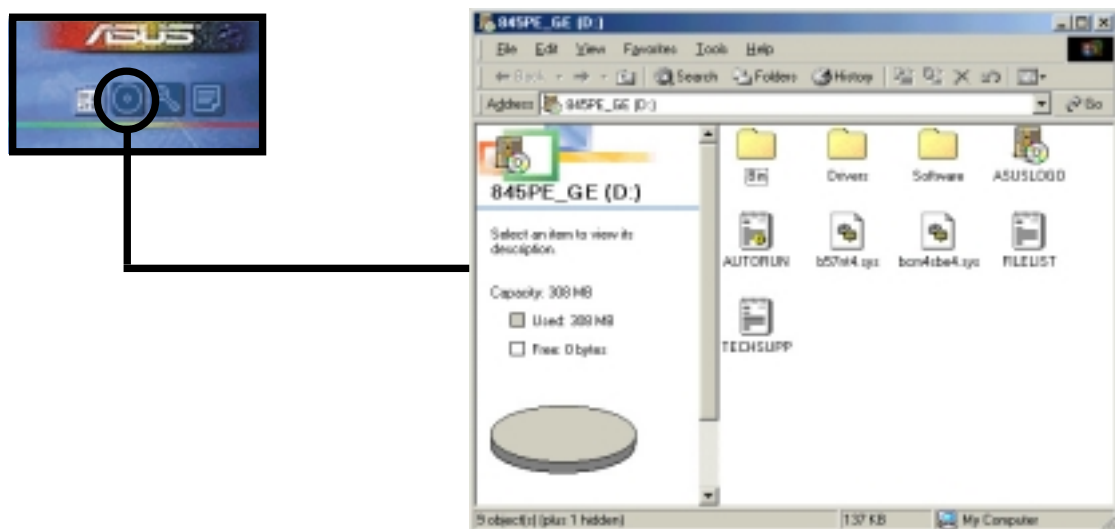 ASUS
845PE_GE (D:)
File Edit View Favorites Tools Help
Back Search Folders History
Address 845PE_GE (D:) Go
845PE_GE (D:)
Select an item to view its
description.
Capacity: 308 MB
Used: 308 MB
Free: 0 bytes
Bin Drivers Software ASUSLOGO
AUTORUN b57nt4.sys bcm4sbe4.sys FILELIST
TECHSUPP
9 object(s) (plus 1 hidden) 137 KB My Computer